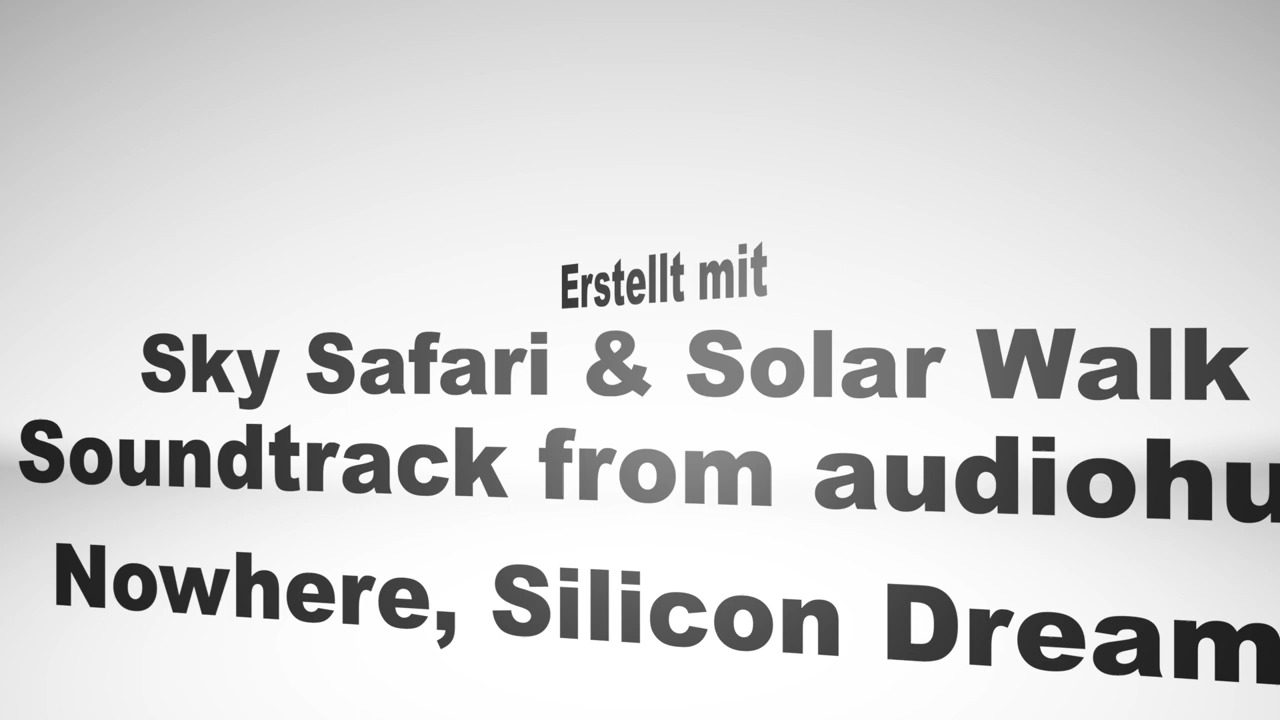 Erstellt mit
Sky Safari & Solar Walk
Soundtrack from audiohu
Nowhere, Silicon Dream